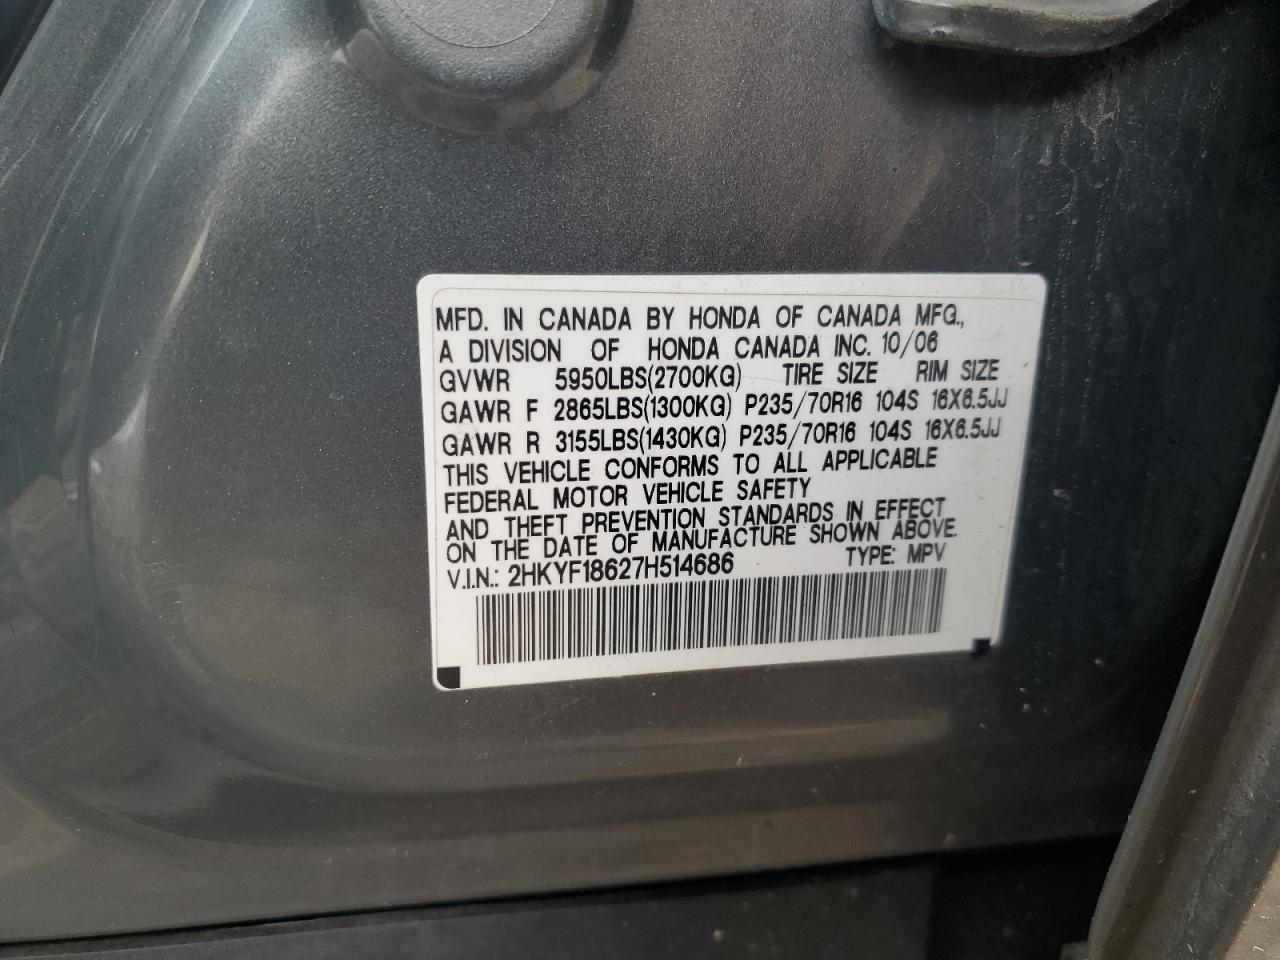 MFD. IN CANADA BY HONDA OF CANADA MFG.,
A DIVISION OF HONDA CANADA INC. 10/06
GVWR 5950LBS(2700KG) TIRE SIZE RIM SIZE
GAWR F 2865LBS(1300KG) P235/70R16 104S 16X6.5JJ
GAWR R 3155LBS(1430KG) P235/70R16 104S 16X6.5JJ
THIS VEHICLE CONFORMS TO ALL APPLICABLE
FEDERAL MOTOR VEHICLE SAFETY
AND THEFT PREVENTION STANDARDS IN EFFECT
ON THE DATE OF MANUFACTURE SHOWN ABOVE.
V.I.N.: 2HKYF18627H514686 TYPE: MPV